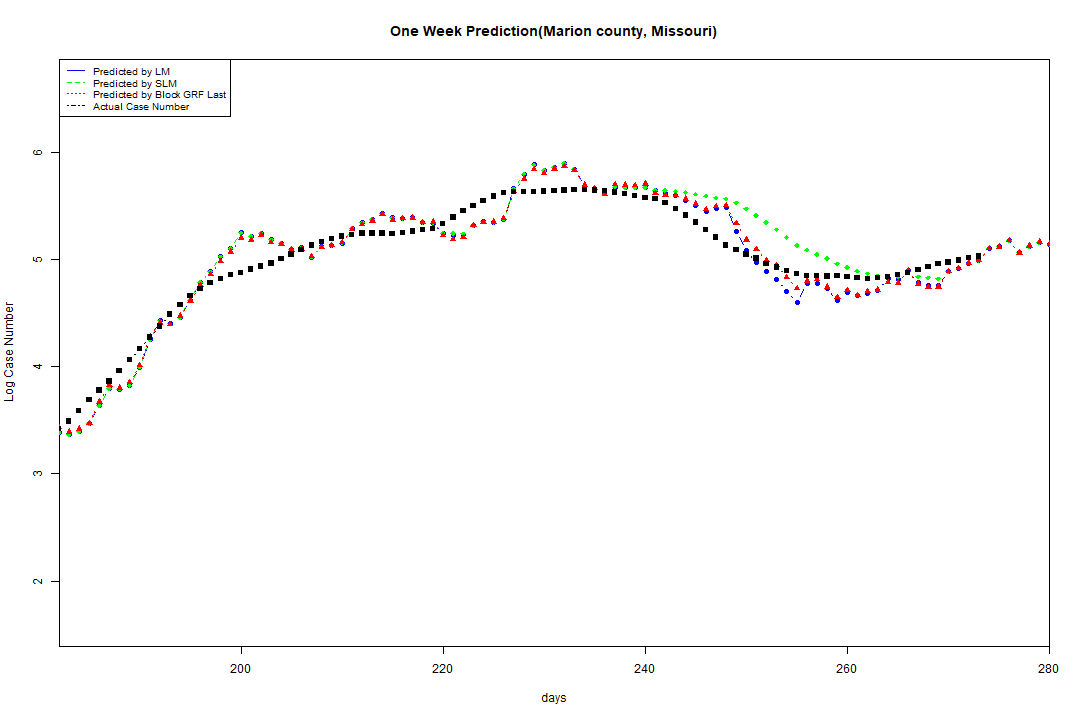 One Week Prediction(Marion county, Missouri)
Predicted by LM
Predicted by SLM
Predicted by Block GRF Last
Actual Case Number
Log Case Number
6
5
4
3
2
200 220 240 260 280
days